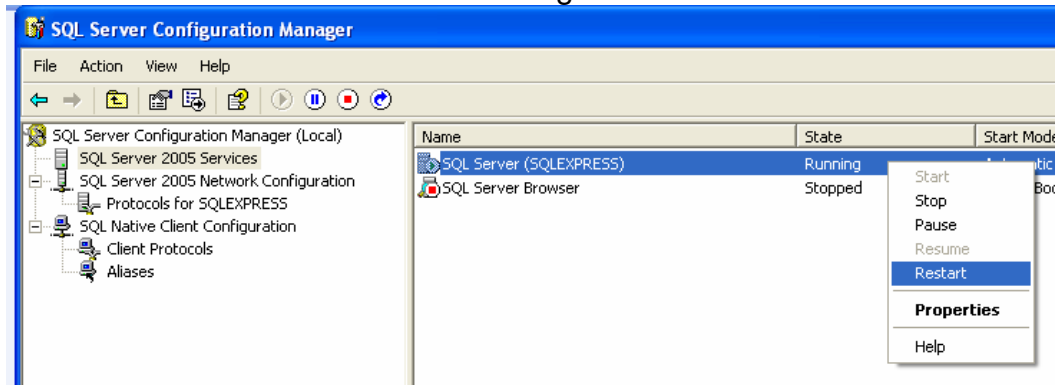 SQL Server Configuration Manager
File Action View Help
SQL Server Configuration Manager (Local)
SQL Server 2005 Services
SQL Server 2005 Network Configuration
Protocols for SQLEXPRESS
SQL Native Client Configuration
Client Protocols
Aliases
Name State Start Mode
SQL Server (SQLEXPRESS) Running
SQL Server Browser Stopped
Start
Stop
Pause
Resume
Restart
Properties
Help